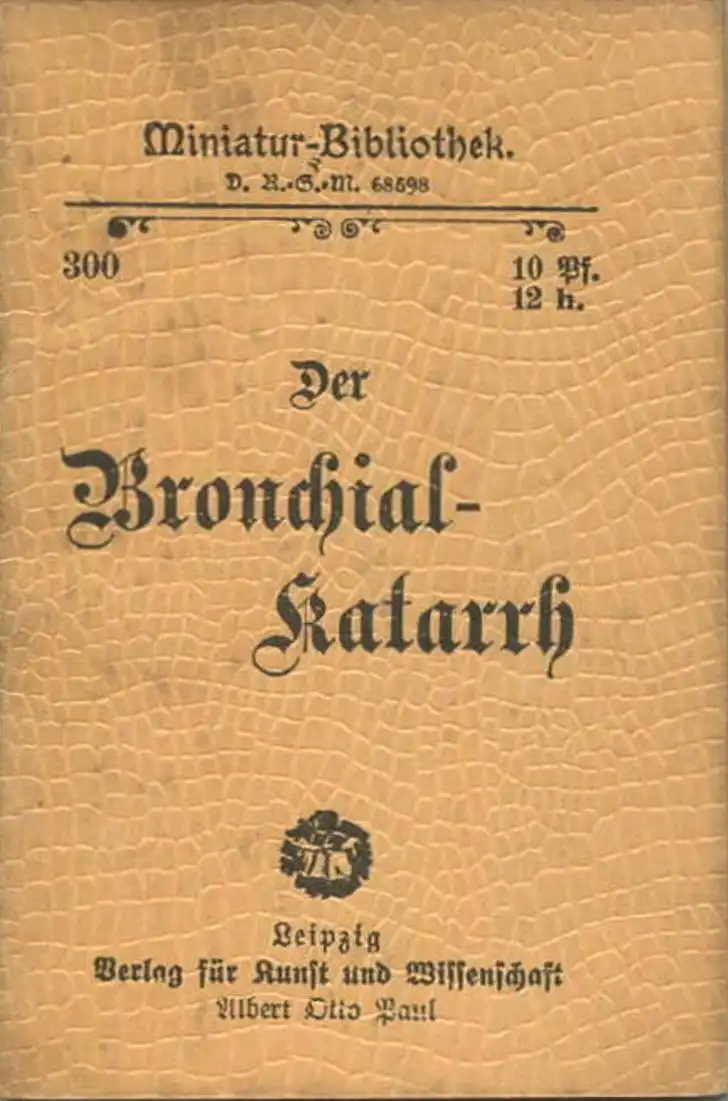 Miniatur-Bibliothek.
D. R.-G.-M. 68598
300
10 Pf.
12 h.
Der
Bronchial-
Katarrh
Leipzig
Verlag für Kunst und Wissenschaft
Albert Otto Paul